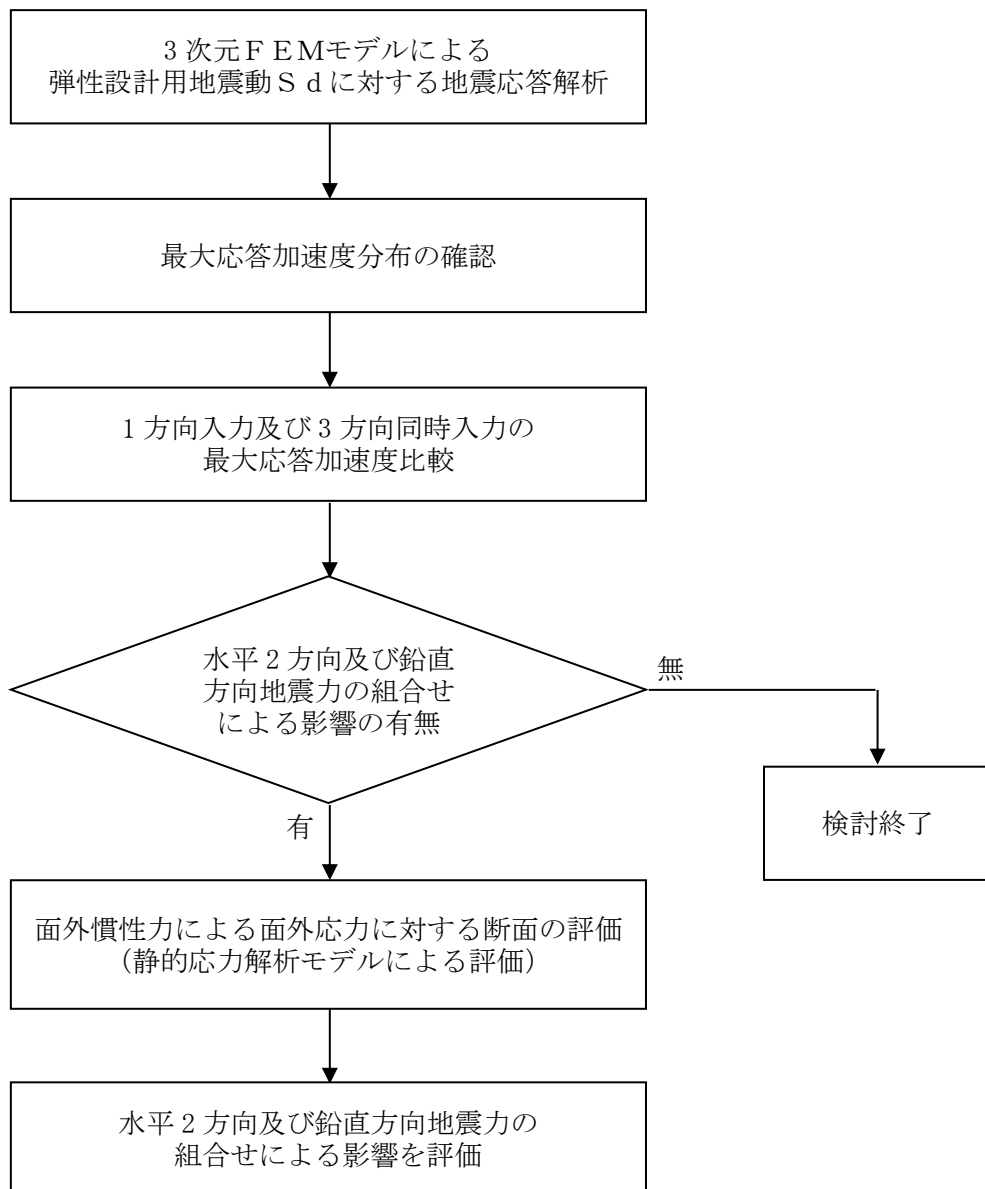 3次元ＦＥＭモデルによる
弾性設計用地震動Ｓｄに対する地震応答解析
最大応答加速度分布の確認
1方向入力及び3方向同時入力の
最大応答加速度比較
水平2方向及び鉛直
方向地震力の組合せ
による影響の有無
無
検討終了
有
面外慣性力による面外応力に対する断面の評価
（静的応力解析モデルによる評価）
水平2方向及び鉛直方向地震力の
組合せによる影響を評価